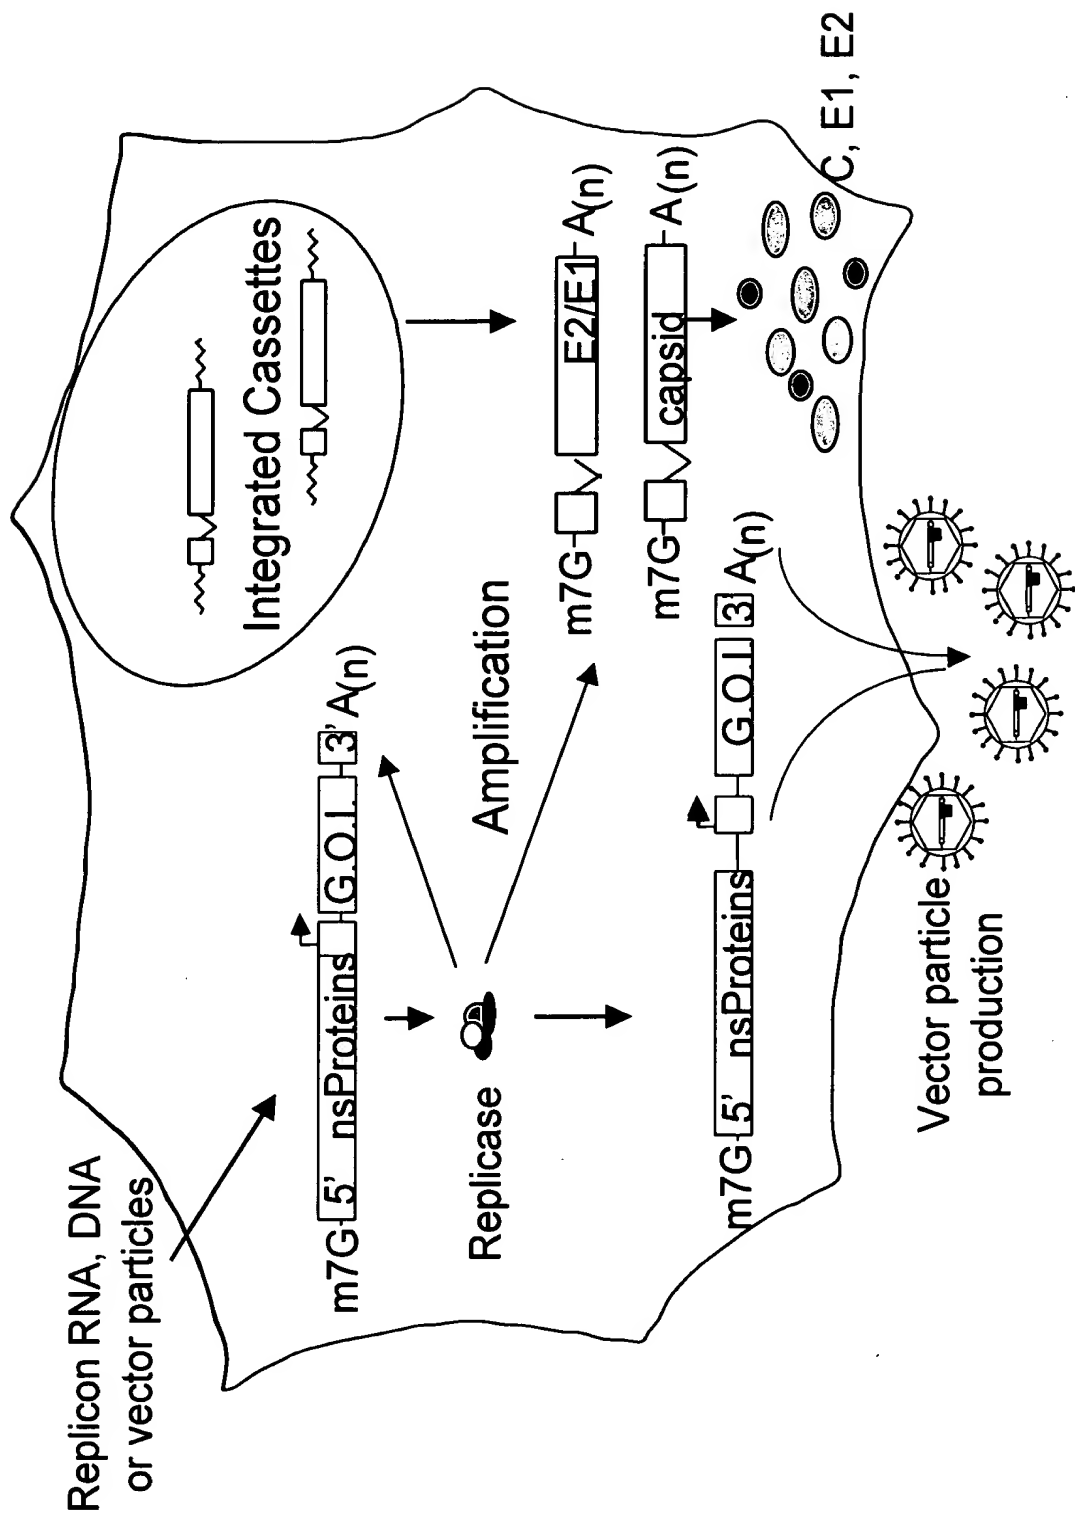 Replicon RNA, DNA
or vector particles
Integrated Cassettes
m7G 5' nsProteins G.O.I. 3' A(n)
Replicase
Amplification
m7G E2/E1 A(n)
m7G capsid A(n)
m7G 5' nsProteins G.O.I. 3' A(n)
C, E1, E2
Vector particle
production